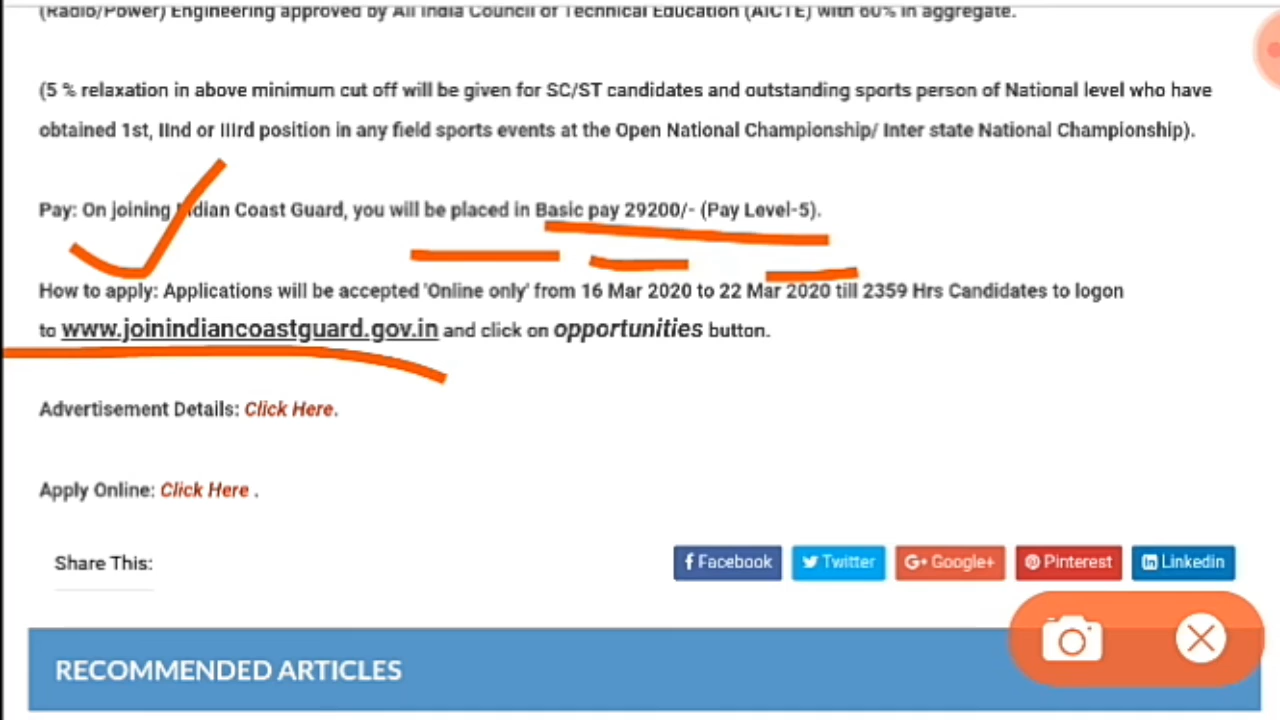 (Radio/Power) Engineering approved by All India Council of Technical Education (AICTE) with 60% in aggregate.
(5 % relaxation in above minimum cut off will be given for SC/ST candidates and outstanding sports person of National level who have
obtained 1st, IInd or IIIrd position in any field sports events at the Open National Championship/ Inter state National Championship).
Pay: On joining Indian Coast Guard, you will be placed in Basic pay 29200/- (Pay Level-5).
How to apply: Applications will be accepted 'Online only' from 16 Mar 2020 to 22 Mar 2020 till 2359 Hrs Candidates to logon
to www.joinindiancoastguard.gov.in and click on opportunities button.
Advertisement Details: Click Here.
Apply Online: Click Here .
Share This:
Facebook Twitter Google+ Pinterest Linkedin
RECOMMENDED ARTICLES